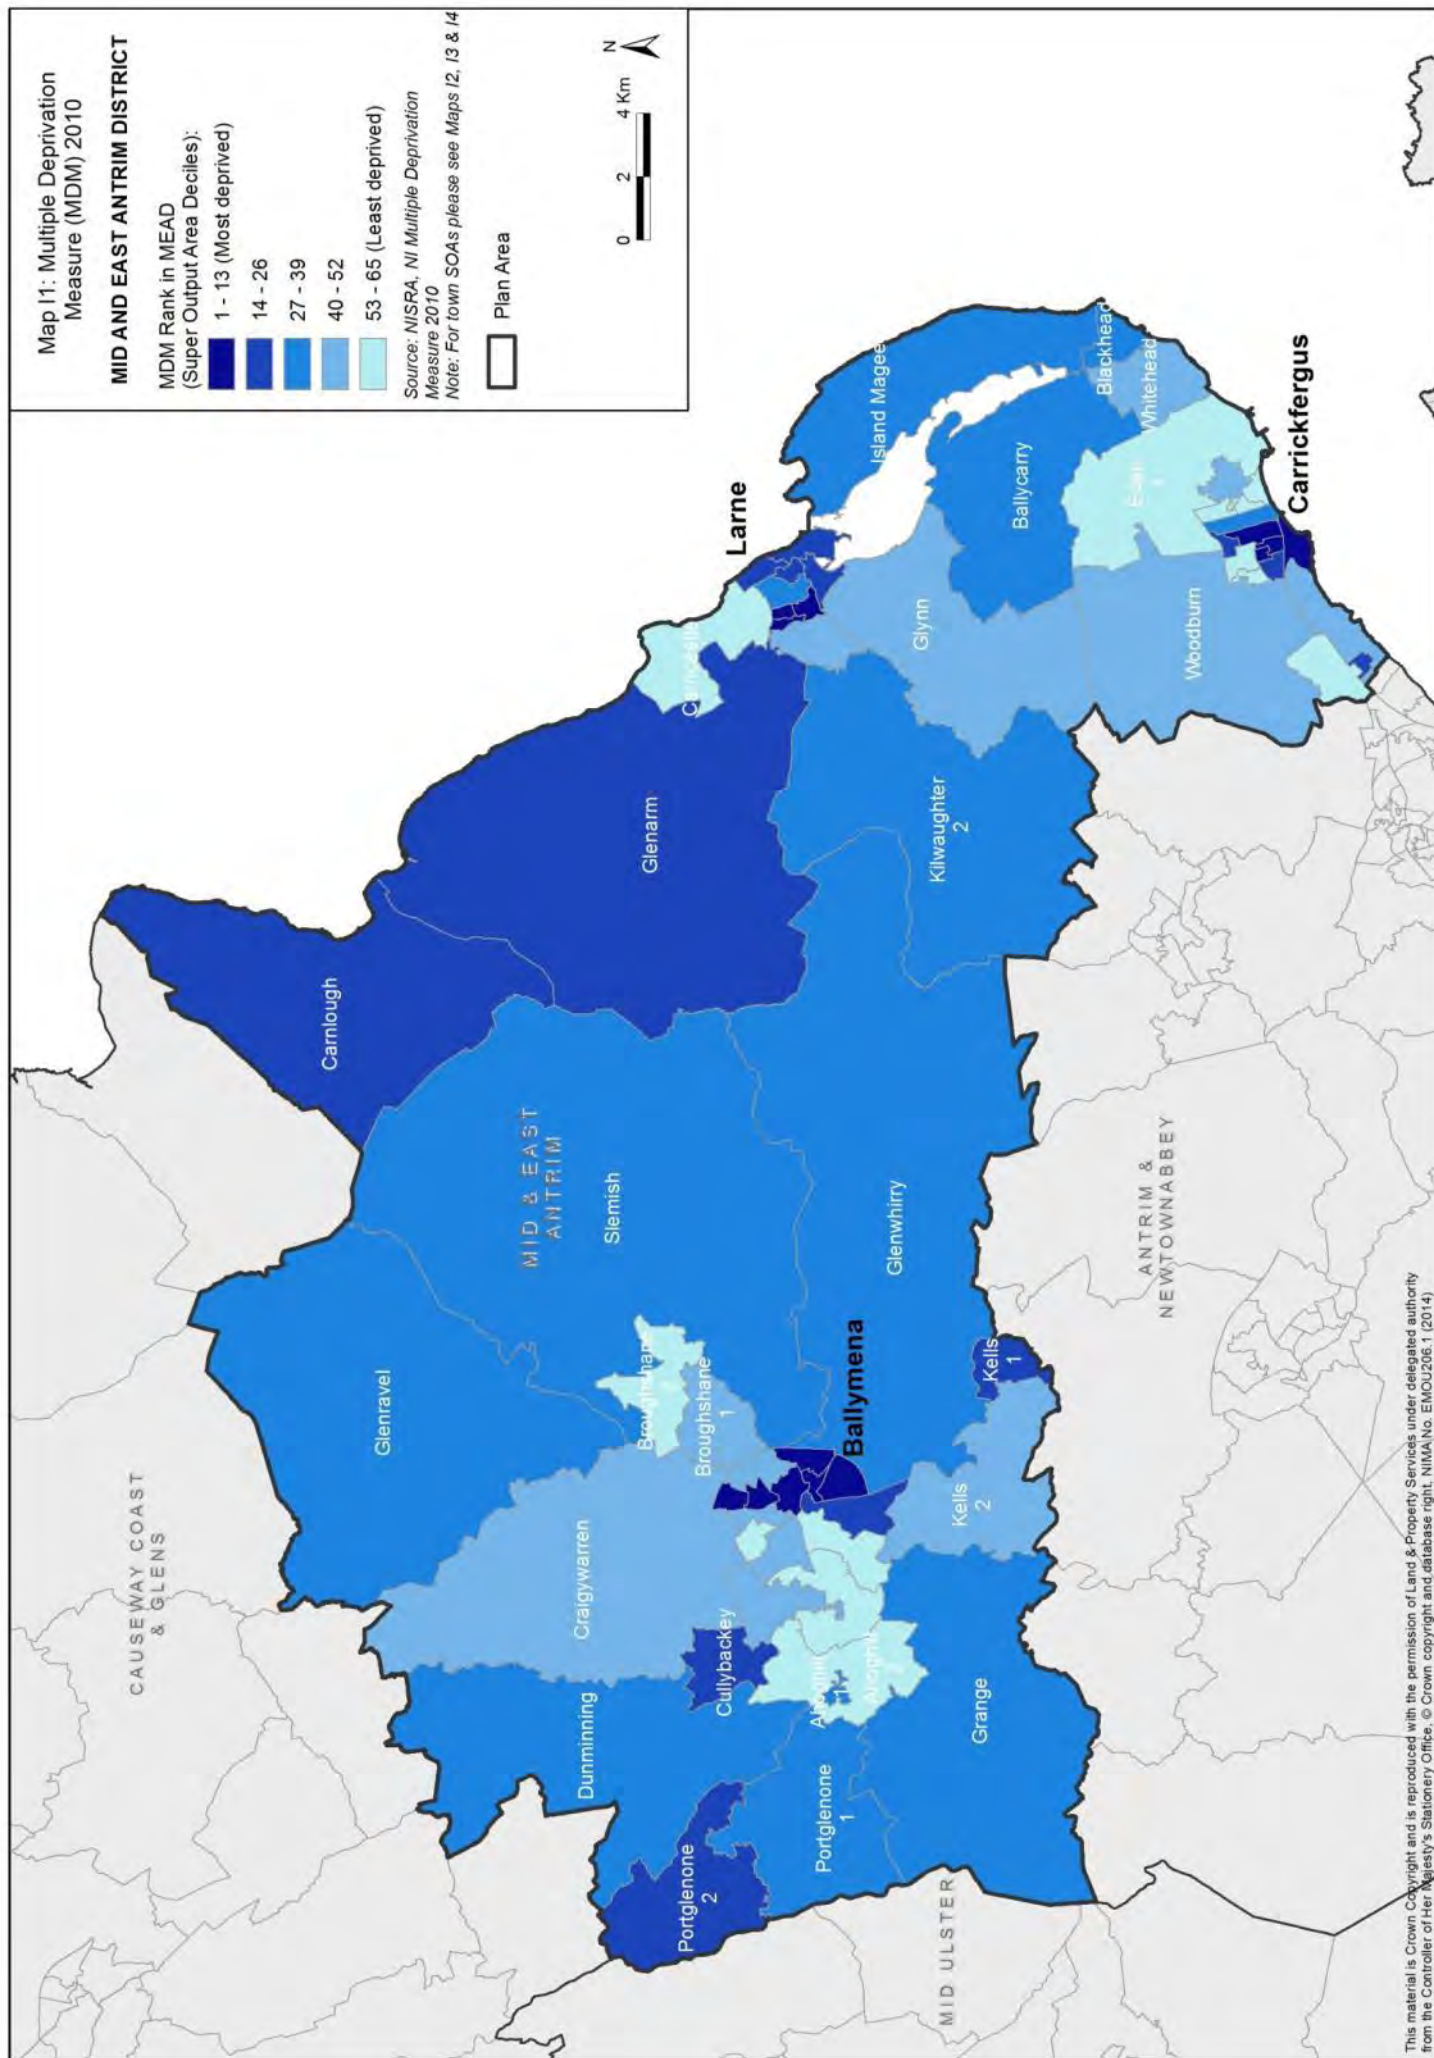 Map I1: Multiple Deprivation
Measure (MDM) 2010
MID AND EAST ANTRIM DISTRICT
MDM Rank in MEAD
(Super Output Area Deciles):
1 - 13 (Most deprived)
14 - 26
27 - 39
40 - 52
53 - 65 (Least deprived)
Source: NISRA, NI Multiple Deprivation
Measure 2010
Note: For town SOAs please see Maps I2, I3 & I4
Plan Area
0 2 4 Km
N
CAUSEWAY COAST
& GLENS
Carnlough
Glenravel
Glenarm
MID & EAST
ANTRIM
Slemish
Larne
Craigywarren
Dunminning
Broughshane
1
Cullybackey
Portglenone
2
Portglenone
1
Ballymena
Ahoghill
1
Ahoghill
Glenwhirry
Kilwaughter
2
Glynn
Island Magee
Ballycarry
Kells
1
Kells
2
Grange
Blackhead
Whitehead
Woodburn
Carrickfergus
MID ULSTER
ANTRIM &
NEWTOWNABBEY
This material is Crown Copyright and is reproduced with the permission of Land & Property Services under delegated authority
from the Controller of Her Majesty's Stationery Office, © Crown copyright and database right, NIMA No. EMOU206.1 (2014)